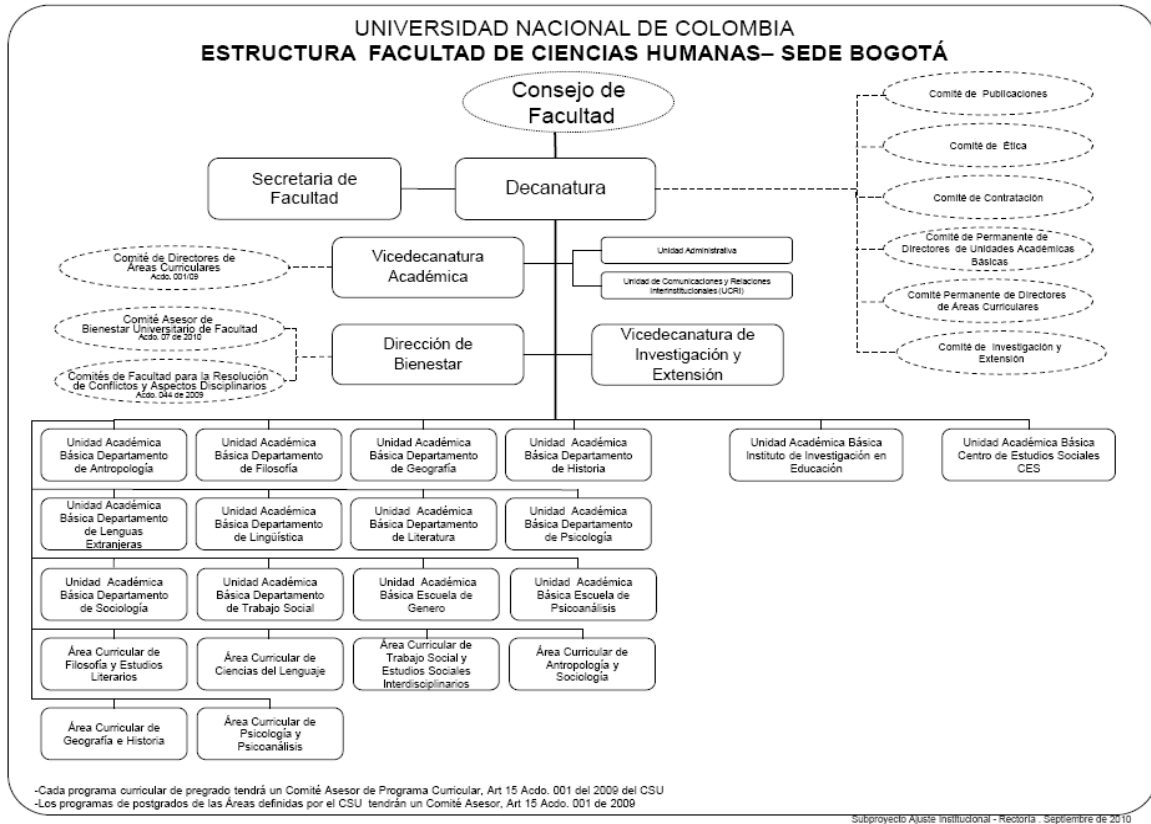 UNIVERSIDAD NACIONAL DE COLOMBIA
ESTRUCTURA FACULTAD DE CIENCIAS HUMANAS– SEDE BOGOTÁ
Consejo de
Facultad
Secretaria de
Facultad
Decanatura
Comité de Publicaciones
Comité de Ética
Comité de Contratación
Comité de Permanente de
Directores de Unidades Académicas
Básicas
Comité Permanente de Directores
de Áreas Curriculares
Comité de Investigación y
Extensión
Comité de Directores de
Áreas Curriculares
Acdo. 001/09
Vicedecanatura
Académica
Unidad Administrativa
Unidad de Comunicaciones y Relaciones
Interinstitucionales (UCRI)
Comité Asesor de
Bienestar Universitario de Facultad
Acdo. 07 de 2010
Comités de Facultad para la Resolución
de Conflictos y Aspectos Disciplinarios
Acdo. 044 de 2009
Dirección de
Bienestar
Vicedecanatura de
Investigación y
Extensión
Unidad Académica
Básica Departamento
de Antropología
Unidad Académica
Básica Departamento
de Filosofía
Unidad Académica
Básica Departamento
de Geografía
Unidad Académica
Básica Departamento
de Historia
Unidad Académica Básica
Instituto de Investigación en
Educación
Unidad Académica Básica
Centro de Estudios Sociales
CES
Unidad Académica
Básica Departamento
de Lenguas
Extranjeras
Unidad Académica
Básica Departamento
de Lingüística
Unidad Académica
Básica Departamento
de Literatura
Unidad Académica
Básica Departamento
de Psicología
Unidad Académica
Básica Departamento
de Sociología
Unidad Académica
Básica Departamento
de Trabajo Social
Unidad Académica
Básica Escuela de
Genero
Unidad Académica
Básica Escuela de
Psicoanálisis
Área Curricular de
Filosofía y Estudios
Literarios
Área Curricular de
Ciencias del Lenguaje
Área Curricular de
Trabajo Social y
Estudios Sociales
Interdisciplinarios
Área Curricular de
Antropología y
Sociología
Área Curricular de
Geografía e Historia
Área Curricular de
Psicología y
Psicoanálisis
-Cada programa curricular de pregrado tendrá un Comité Asesor de Programa Curricular, Art 15 Acdo. 001 del 2009 del CSU
-Los programas de postgrados de las Áreas definidas por el CSU tendrán un Comité Asesor, Art 15 Acdo. 001 de 2009
Subproyecto Ajuste Institucional - Rectoría . Septiembre de 2010